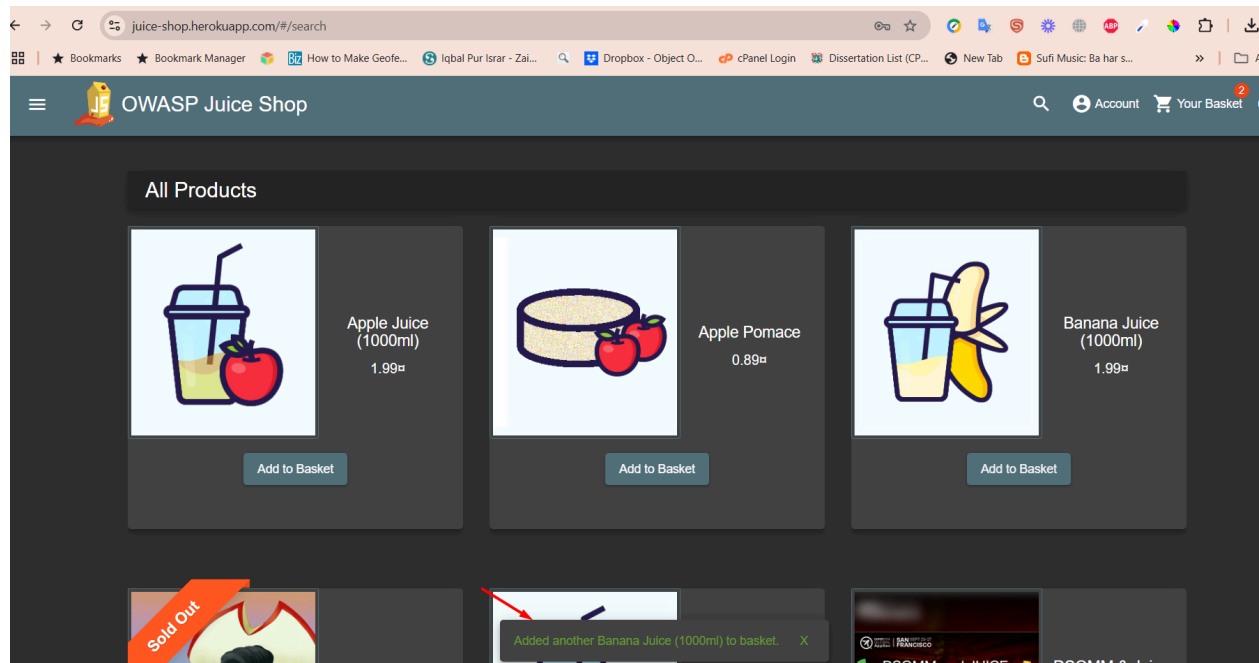 juice-shop.herokuapp.com/#/search
ABP
Bookmarks
Bookmark Manager
Biz How to Make Geofe...
Iqbal Pur Israr - Zai...
Dropbox - Object O...
cP cPanel Login
Dissertation List (CP...
New Tab
Sufi Music: Ba har s...
»
OWASP Juice Shop
Account
Your Basket
2
All Products
Apple Juice
(1000ml)
1.99¤
Apple Pomace
0.89¤
Banana Juice
(1000ml)
1.99¤
Add to Basket
Add to Basket
Add to Basket
Sold Out
SAN
FRANCISCO
Added another Banana Juice (1000ml) to basket. X